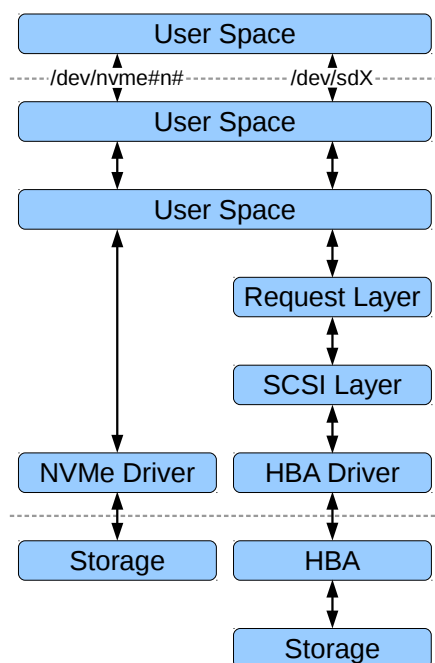 User Space
/dev/nvme#n# /dev/sdX
User Space
User Space
Request Layer
SCSI Layer
NVMe Driver HBA Driver
Storage HBA
Storage